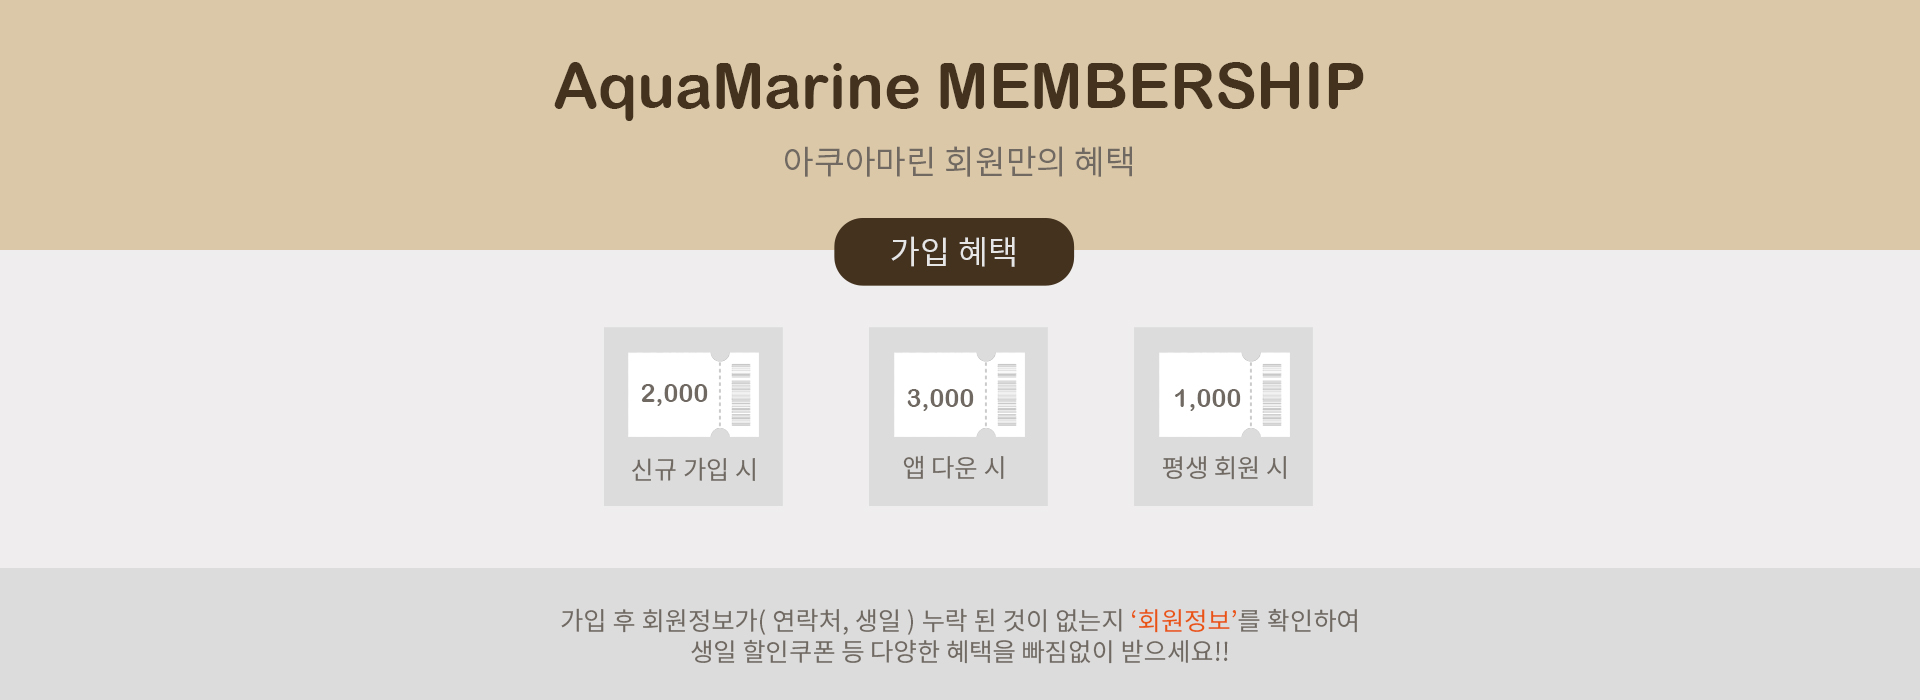 AquaMarine MEMBERSHIP
아쿠아마린 회원만의 혜택
가입 혜택
2,000
신규 가입 시
3,000
앱 다운 시
1,000
평생 회원 시
가입 후 회원정보가( 연락처, 생일 ) 누락 된 것이 없는지 ‘회원정보’를 확인하여
생일 할인쿠폰 등 다양한 혜택을 빠짐없이 받으세요!!